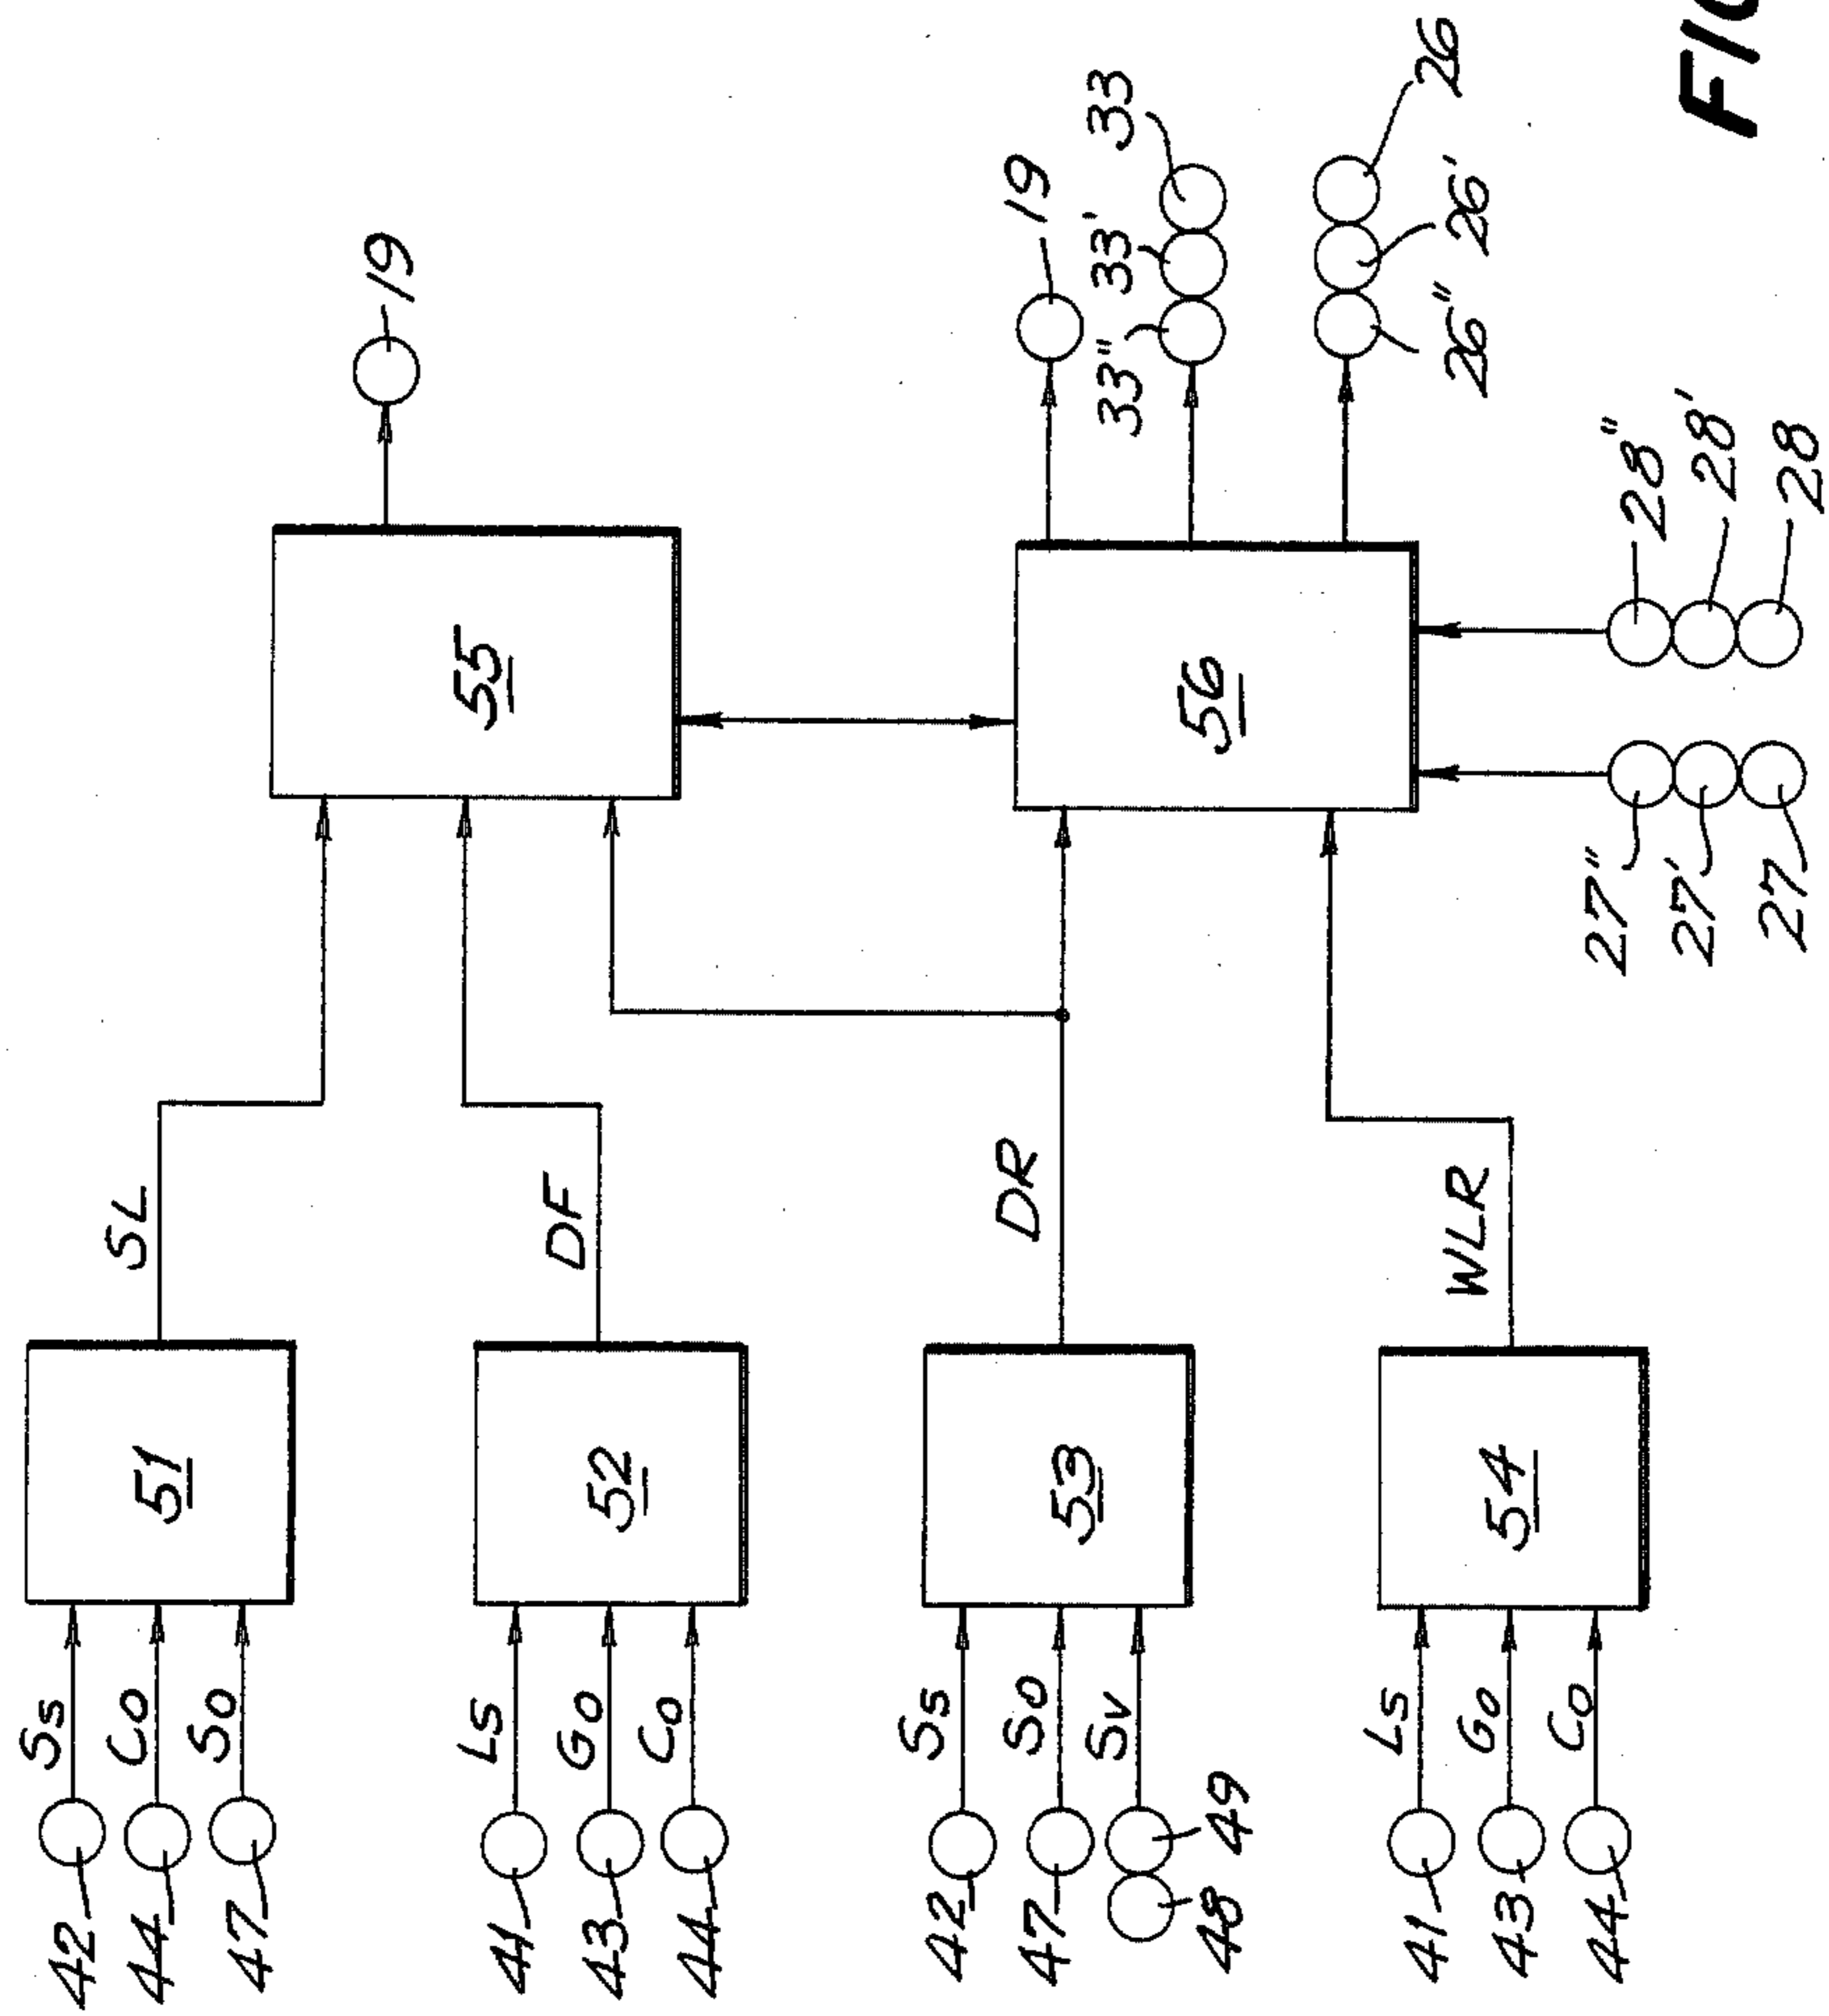 42 Ss
44 Co
47 So
51
SL
41 Ls
43 Go
44 Co
52
DF
42 Ss
47 So
48 49 Sv
53
DR
41 Ls
43 Go
44 Co
54
WLR
55
19
56
19
33" 33' 33
26" 26' 26
27" 28"
27' 28'
27 28